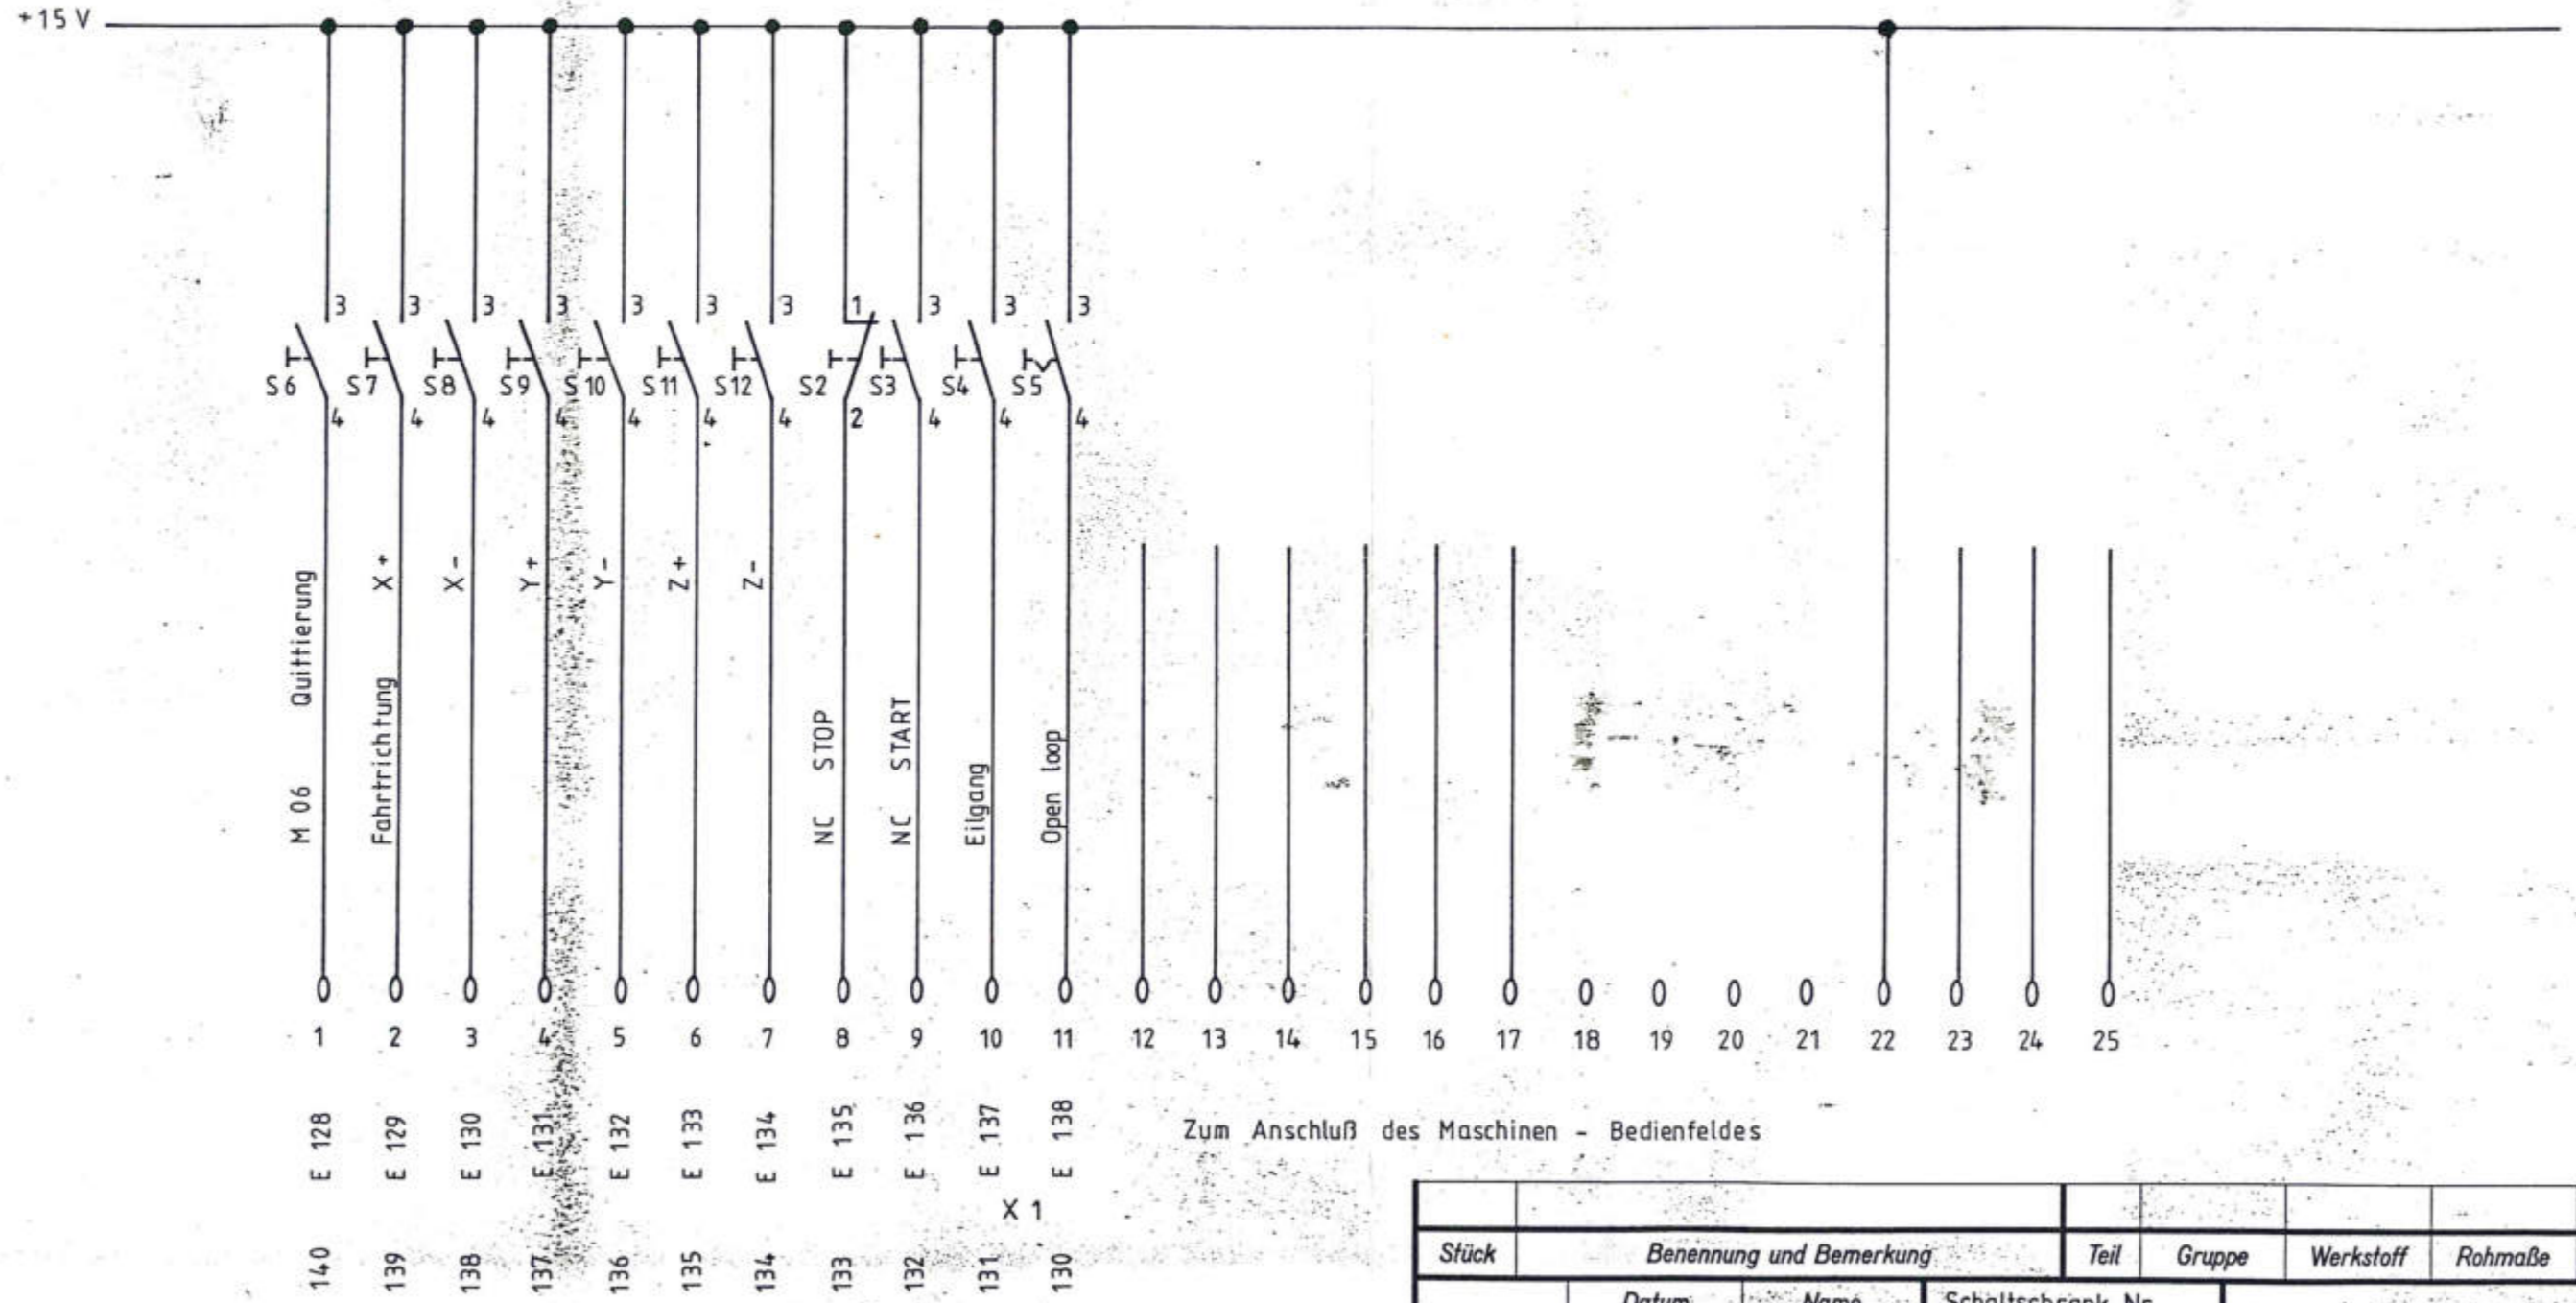 +15 V
3 3 3 3 3 3 3 1 3 3 3
S6 S7 S8 S9 S10 S11 S12 S2 S3 S4 S5
4 4 4 4 4 4 4 2 4 4 4
M 06 Quittierung
Fahrtrichtung X+
X-
Y+
Y-
Z+
Z-
NC STOP
NC START
Eilgang
Open loop
1 2 3 4 5 6 7 8 9 10 11 12 13 14 15 16 17 18 19 20 21 22 23 24 25
E 128 E 129 E 130 E 131 E 132 E 133 E 134 E 135 E 136 E 137 E 138
Zum Anschluß des Maschinen - Bedienfeldes
X 1
140 139 138 137 136 135 134 133 132 131 130
Stück Benennung und Bemerkung Teil Gruppe Werkstoff Rohmaße
Datum Name Schaltschrank Nr